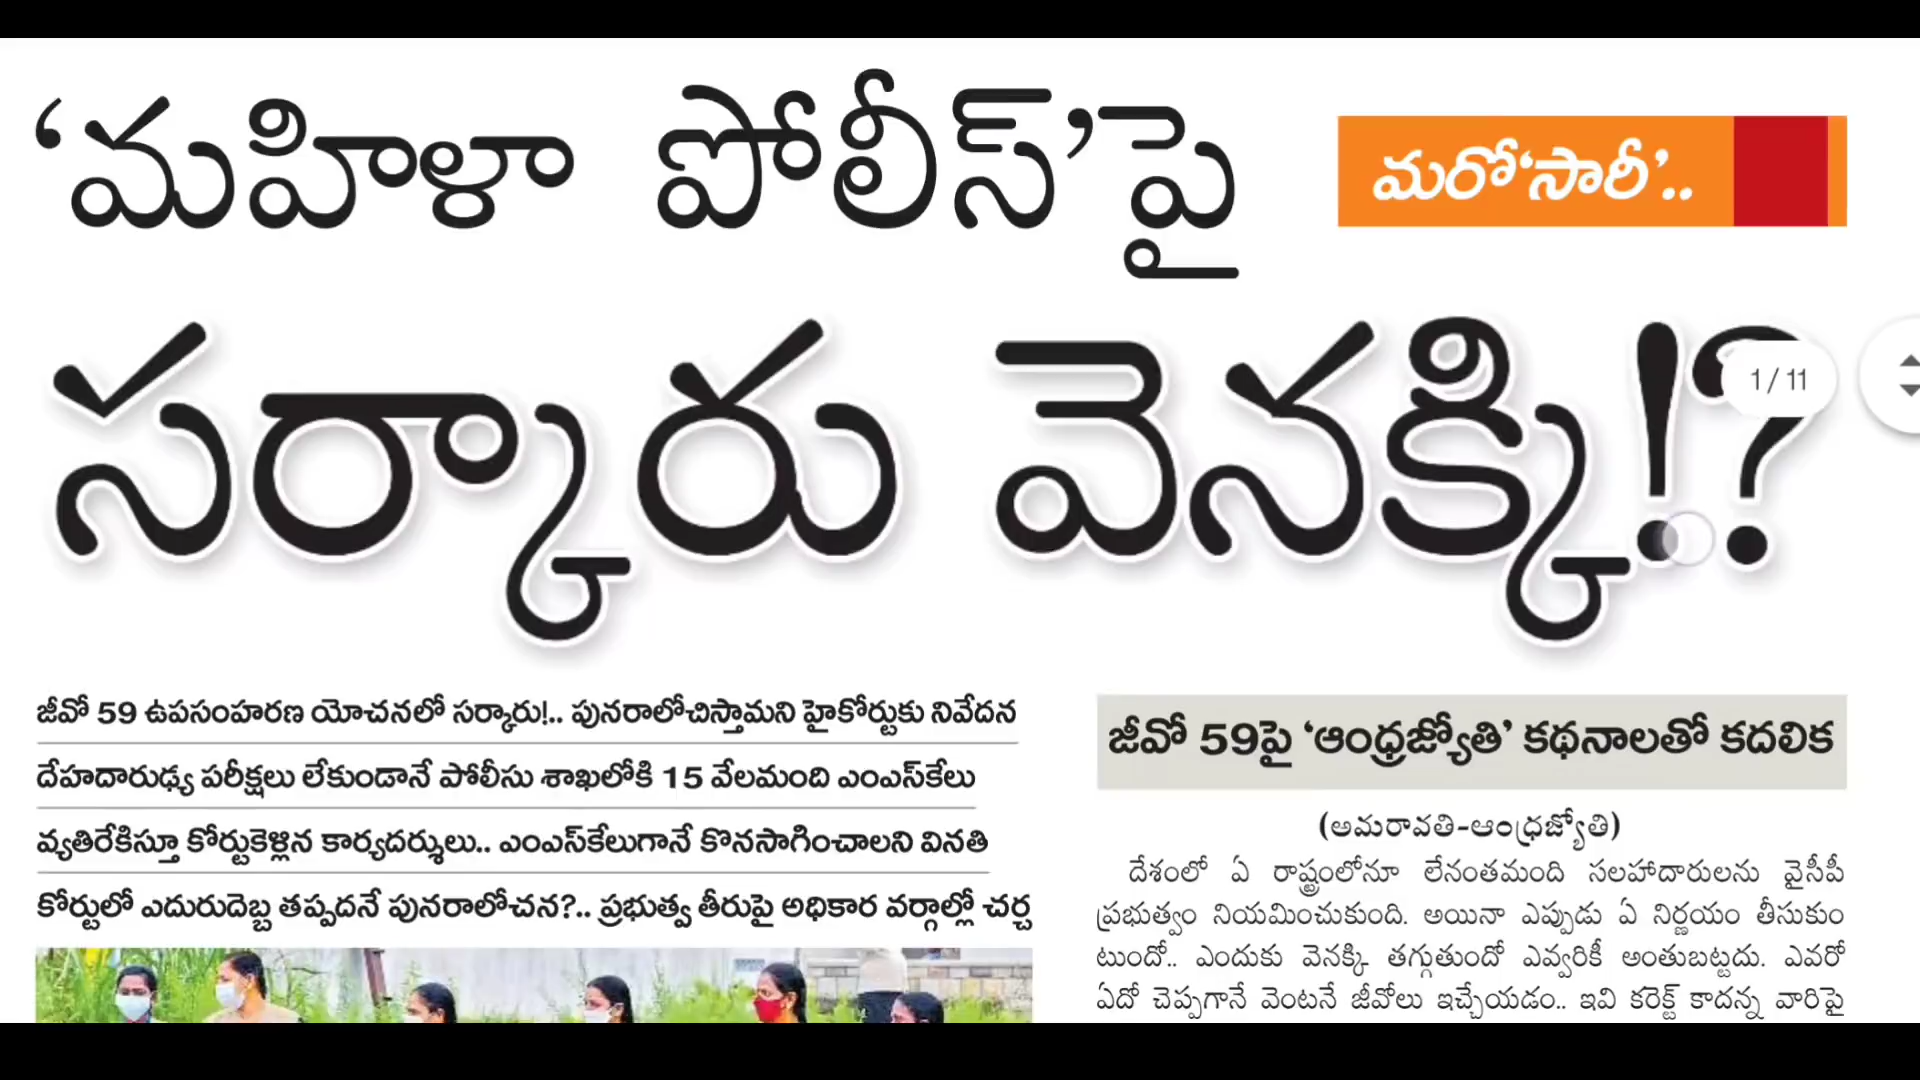 ‘మహిళా పోలీస్’పై
మరో‘సారీ’..
సర్కారు వెనక్కి!?
1 / 11
జీవో 59 ఉపసంహరణ యోచనలో సర్కారు!.. పునరాలోచిస్తామని హైకోర్టుకు నివేదన
దేహదారుఢ్య పరీక్షలు లేకుండానే పోలీసు శాఖలోకి 15 వేలమంది ఎంఎస్‌కేలు
వ్యతిరేకిస్తూ కోర్టుకెళ్లిన కార్యదర్శులు.. ఎంఎస్‌కేలుగానే కొనసాగించాలని వినతి
కోర్టులో ఎదురుదెబ్బ తప్పదనే పునరాలోచన?.. ప్రభుత్వ తీరుపై అధికార వర్గాల్లో చర్చ
జీవో 59పై ‘ఆంధ్రజ్యోతి’ కథనాలతో కదలిక
(అమరావతి-ఆంధ్రజ్యోతి)
దేశంలో ఏ రాష్ట్రంలోనూ లేనంతమంది సలహాదారులను వైసీపీ
ప్రభుత్వం నియమించుకుంది. అయినా ఎప్పుడు ఏ నిర్ణయం తీసుకుం
టుందో.. ఎందుకు వెనక్కి తగ్గుతుందో ఎవ్వరికీ అంతుబట్టదు. ఎవరో
ఏదో చెప్పగానే వెంటనే జీవోలు ఇచ్చేయడం.. ఇవి కరెక్ట్ కాదన్న వారిపై